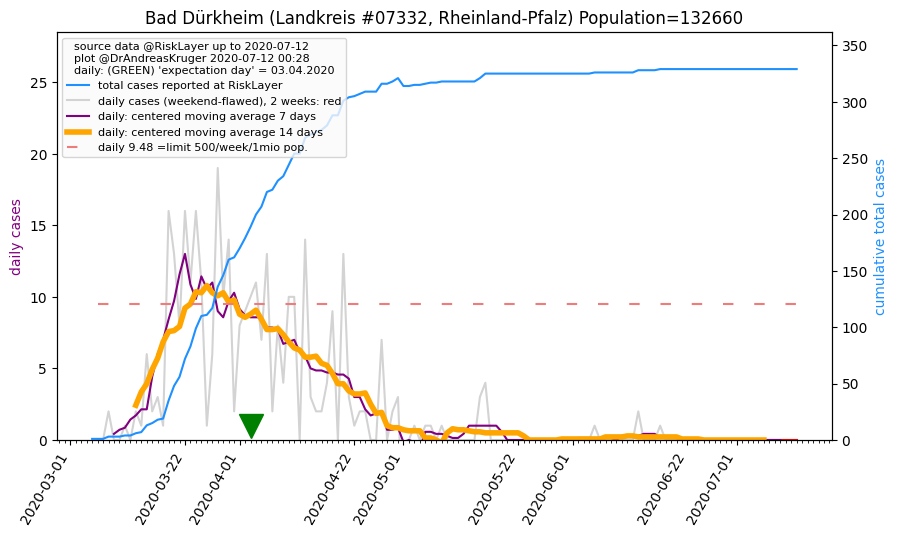 Bad Dürkheim (Landkreis #07332, Rheinland-Pfalz) Population=132660
source data @RiskLayer up to 2020-07-12
plot @DrAndreasKruger 2020-07-12 00:28
daily: (GREEN) 'expectation day' = 03.04.2020
total cases reported at RiskLayer
daily cases (weekend-flawed), 2 weeks: red
daily: centered moving average 7 days
daily: centered moving average 14 days
daily 9.48 =limit 500/week/1mio pop.
daily cases
25
20
15
10
5
0
cumulative total cases
350
300
250
200
150
100
50
0
2020-03-01
2020-03-22
2020-04-01
2020-04-22
2020-05-01
2020-05-22
2020-06-01
2020-06-22
2020-07-01